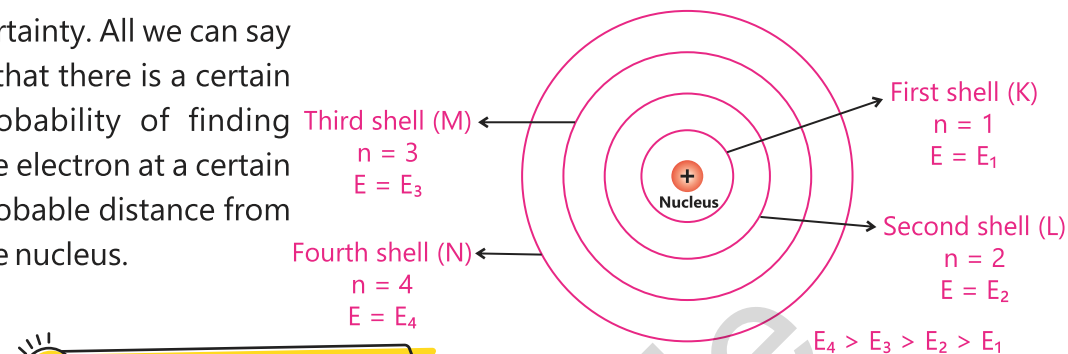 rtainty. All we can say
that there is a certain
obability of finding
e electron at a certain
obable distance from
e nucleus.
Third shell (M)
n = 3
E = E₃
Fourth shell (N)
n = 4
E = E₄
+
Nucleus
First shell (K)
n = 1
E = E₁
Second shell (L)
n = 2
E = E₂
E₄ > E₃ > E₂ > E₁